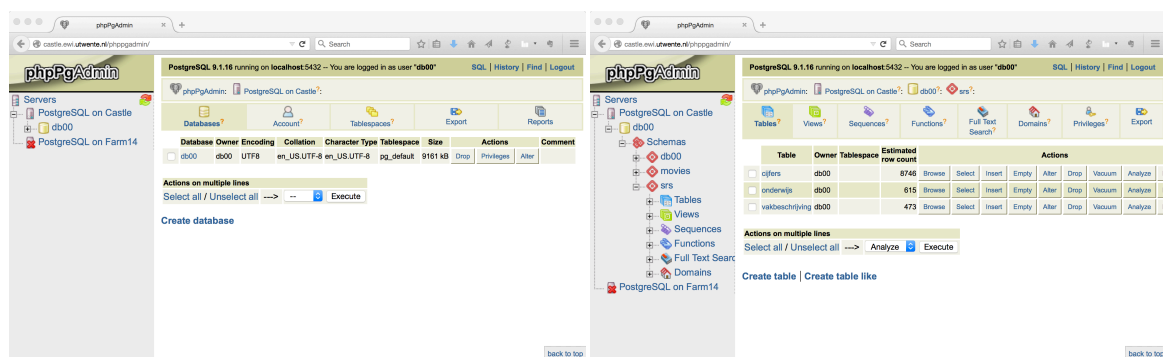 phpPgAdmin
castle.ewi.utwente.nl/phppgadmin/
Search
phpPgAdmin
Servers
PostgreSQL on Castle
db00
PostgreSQL on Farm14
PostgreSQL 9.1.16 running on localhost:5432 -- You are logged in as user "db00"
SQL | History | Find | Logout
phpPgAdmin: PostgreSQL on Castle?:
Databases?
Account?
Tablespaces?
Export
Reports
Database Owner Encoding Collation Character Type Tablespace Size Actions Comment
db00 db00 UTF8 en_US.UTF-8 en_US.UTF-8 pg_default 9161 kB Drop Privileges Alter
Actions on multiple lines
Select all / Unselect all ---> -- Execute
Create database
back to top
phpPgAdmin
castle.ewi.utwente.nl/phppgadmin/
Search
phpPgAdmin
Servers
PostgreSQL on Castle
db00
Schemas
db00
movies
srs
Tables
Views
Sequences
Functions
Full Text Searc
Domains
PostgreSQL on Farm14
PostgreSQL 9.1.16 running on localhost:5432 -- You are logged in as user "db00"
SQL | History | Find | Logout
phpPgAdmin: PostgreSQL on Castle?: db00?: srs?:
Tables?
Views?
Sequences?
Functions?
Full Text
Search?
Domains?
Privileges?
Export
Table Owner Tablespace Estimated row count Actions
cijfers db00 8746 Browse Select Insert Empty Alter Drop Vacuum Analyze
onderwijs db00 615 Browse Select Insert Empty Alter Drop Vacuum Analyze
vakbeschrijving db00 473 Browse Select Insert Empty Alter Drop Vacuum Analyze
Actions on multiple lines
Select all / Unselect all ---> Analyze Execute
Create table | Create table like
back to top